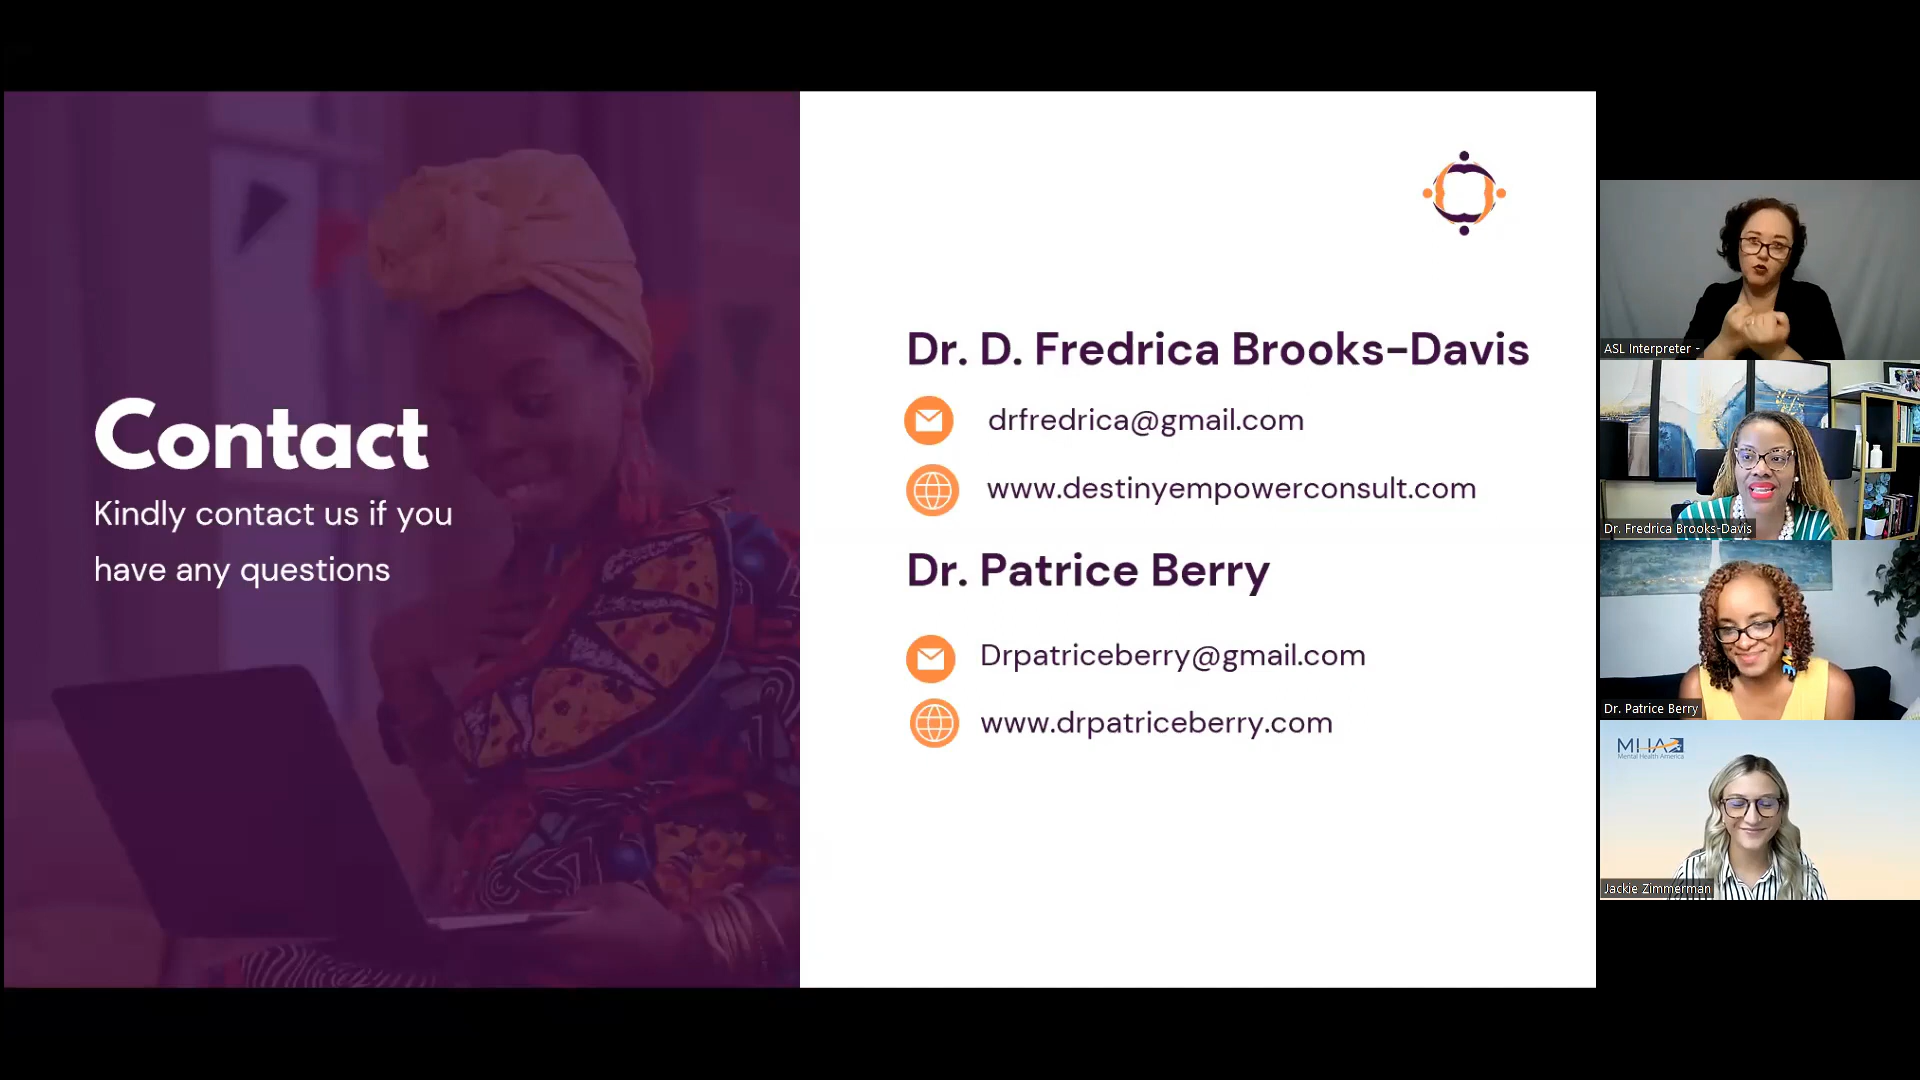 Contact
Kindly contact us if you
have any questions
Dr. D. Fredrica Brooks-Davis
drfredrica@gmail.com
www.destinyempowerconsult.com
Dr. Patrice Berry
Drpatriceberry@gmail.com
www.drpatriceberry.com
ASL Interpreter -
Dr. Fredrica Brooks-Davis
Dr. Patrice Berry
MHA
Mental Health America
Jackie Zimmerman